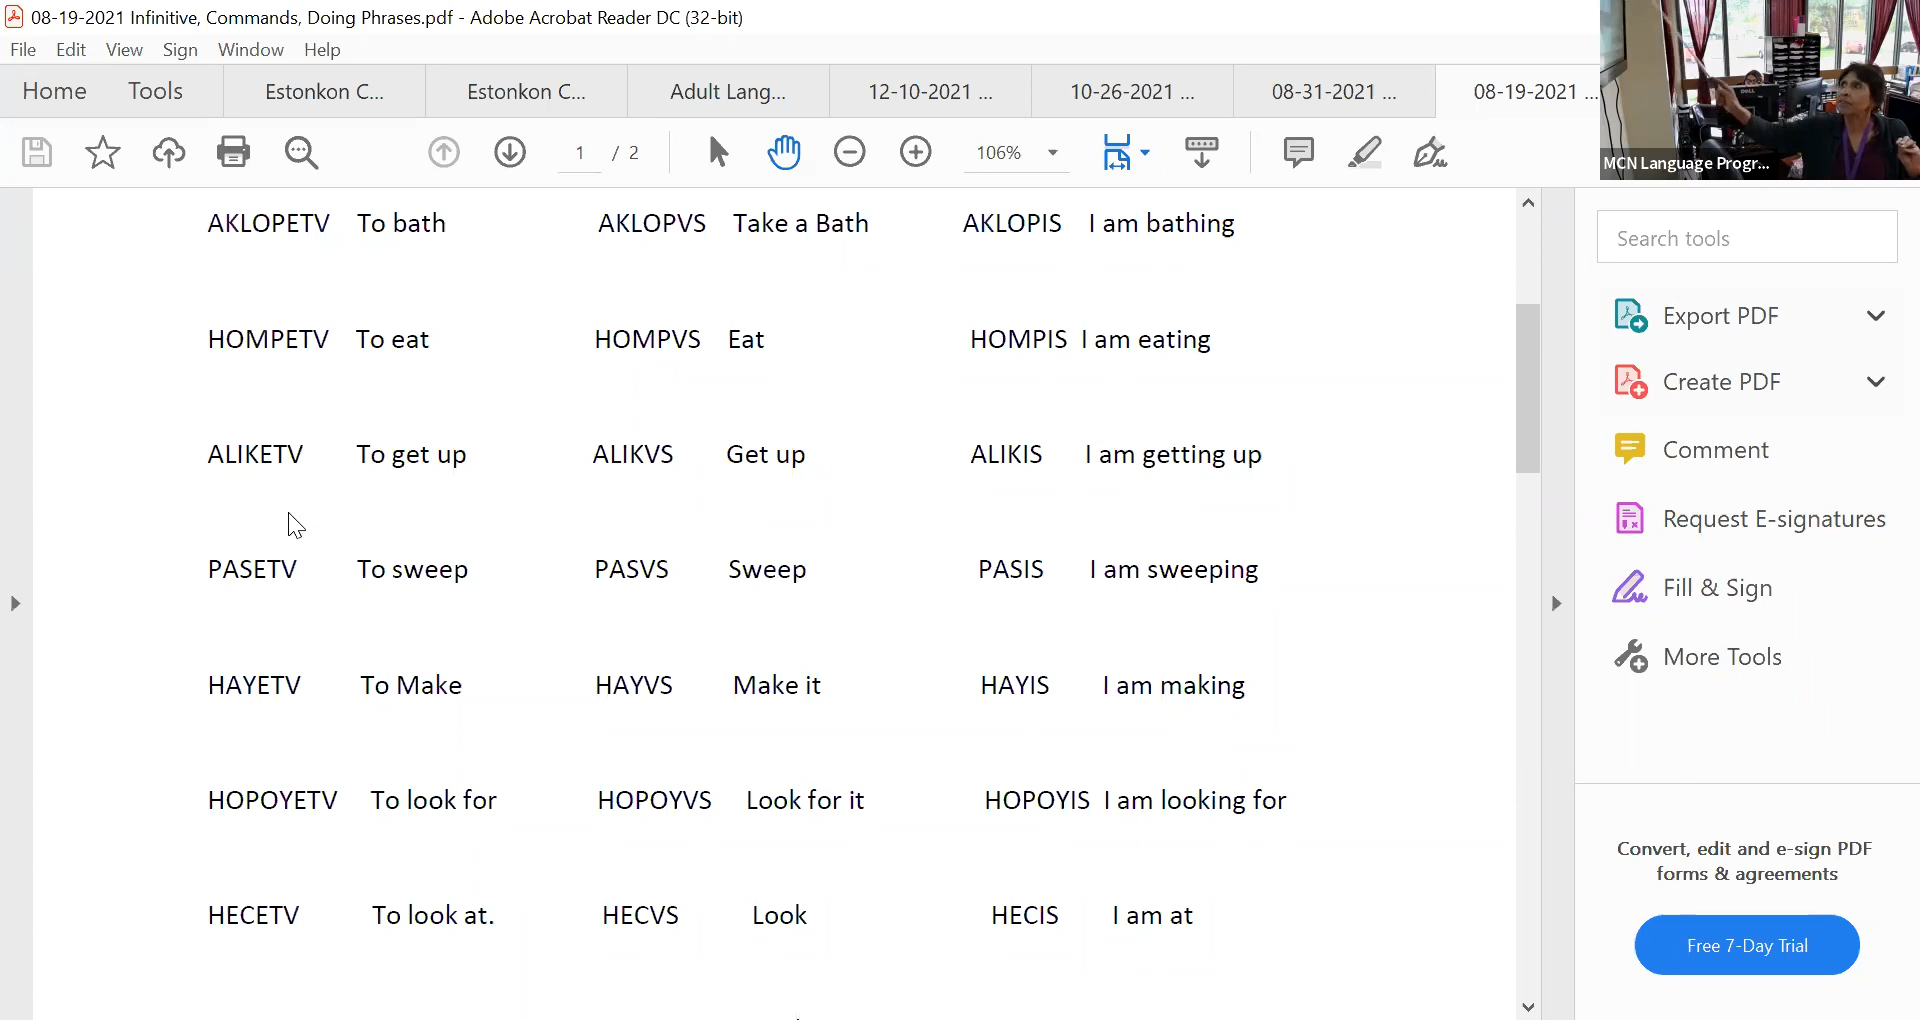 08-19-2021 Infinitive, Commands, Doing Phrases.pdf - Adobe Acrobat Reader DC (32-bit)
File Edit View Sign Window Help
Home Tools Estonkon C... Estonkon C... Adult Lang... 12-10-2021 ... 10-26-2021 ... 08-31-2021 ... 08-19-2021 ...
1 / 2 106%
DELL
MCN Language Progr...
AKLOPETV To bath AKLOPVS Take a Bath AKLOPIS I am bathing
HOMPETV To eat HOMPVS Eat HOMPIS I am eating
ALIKETV To get up ALIKVS Get up ALIKIS I am getting up
PASETV To sweep PASVS Sweep PASIS I am sweeping
HAYETV To Make HAYVS Make it HAYIS I am making
HOPOYETV To look for HOPOYVS Look for it HOPOYIS I am looking for
HECETV To look at. HECVS Look HECIS I am at
Search tools
Export PDF
Create PDF
Comment
Request E-signatures
Fill & Sign
More Tools
Convert, edit and e-sign PDF
forms & agreements
Free 7-Day Trial